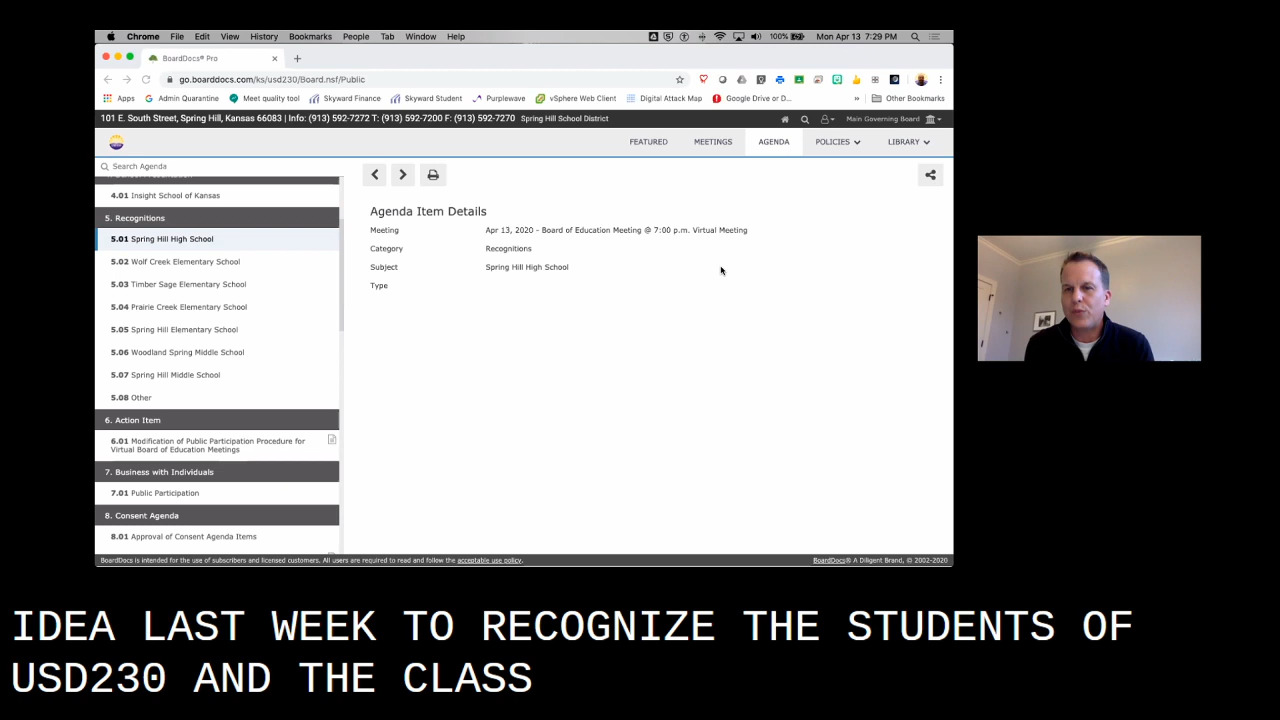 Chrome File Edit View History Bookmarks People Tab Window Help 100% Mon Apr 13 7:29 PM
BoardDocs® Pro
go.boarddocs.com/ks/usd230/Board.nsf/Public
Apps Admin Quarantine Meet quality tool Skyward Finance Skyward Student Purplewave vSphere Web Client Digital Attack Map Google Drive or D... » Other Bookmarks
101 E. South Street, Spring Hill, Kansas 66083 | Info: (913) 592-7272 T: (913) 592-7200 F: (913) 592-7270 Spring Hill School District Main Governing Board
FEATURED MEETINGS AGENDA POLICIES LIBRARY
Search Agenda
4.01 Insight School of Kansas
5. Recognitions
5.01 Spring Hill High School
5.02 Wolf Creek Elementary School
5.03 Timber Sage Elementary School
5.04 Prairie Creek Elementary School
5.05 Spring Hill Elementary School
5.06 Woodland Spring Middle School
5.07 Spring Hill Middle School
5.08 Other
6. Action Item
6.01 Modification of Public Participation Procedure for
Virtual Board of Education Meetings
7. Business with Individuals
7.01 Public Participation
8. Consent Agenda
8.01 Approval of Consent Agenda Items
Agenda Item Details
Meeting Apr 13, 2020 - Board of Education Meeting @ 7:00 p.m. Virtual Meeting
Category Recognitions
Subject Spring Hill High School
Type
BoardDocs is intended for the use of subscribers and licensed customers. All users are required to read and follow the acceptable use policy. BoardDocs® A Diligent Brand, © 2002-2020
IDEA LAST WEEK TO RECOGNIZE THE STUDENTS OF
USD230 AND THE CLASS